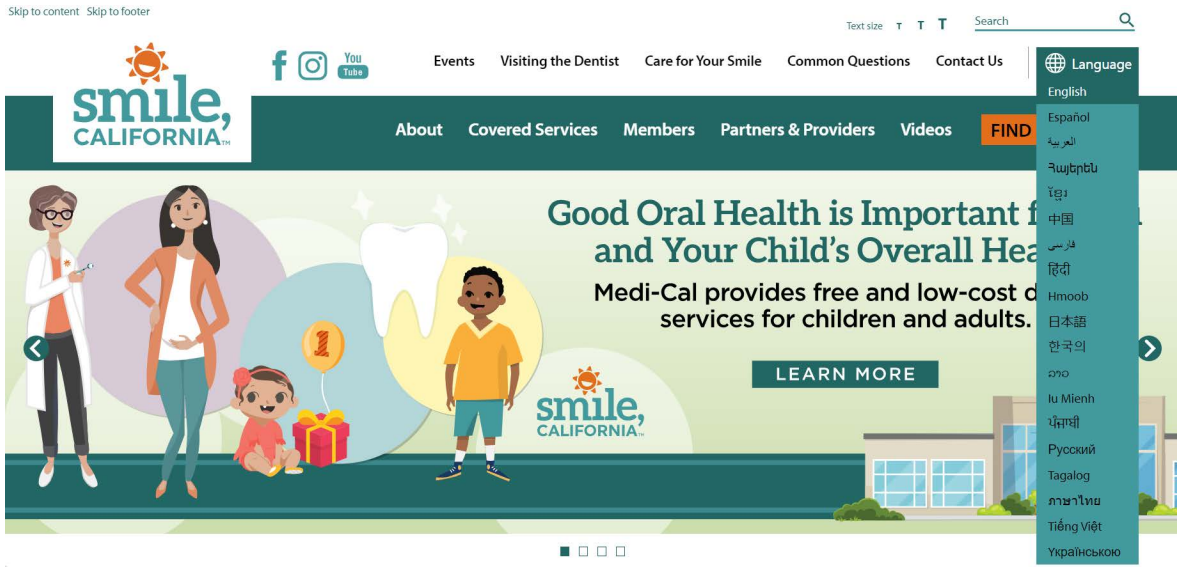 Skip to content Skip to footer
Text size T T T Search
f You Tube
Events Visiting the Dentist Care for Your Smile Common Questions Contact Us
Language
smile,
CALIFORNIA™
About Covered Services Members Partners & Providers Videos FIND
English
Español
العربية
Հայերեն
ខ្មែរ
中国
فارسی
हिंदी
Hmoob
日本語
한국의
ລາວ
Iu Mienh
ਪੰਜਾਬੀ
Русский
Tagalog
ภาษาไทย
Tiếng Việt
Yкраїнською
Good Oral Health is Important
and Your Child's Overall
Medi-Cal provides free and low-cost
services for children and adults.
LEARN MORE
1
smile,
CALIFORNIA™